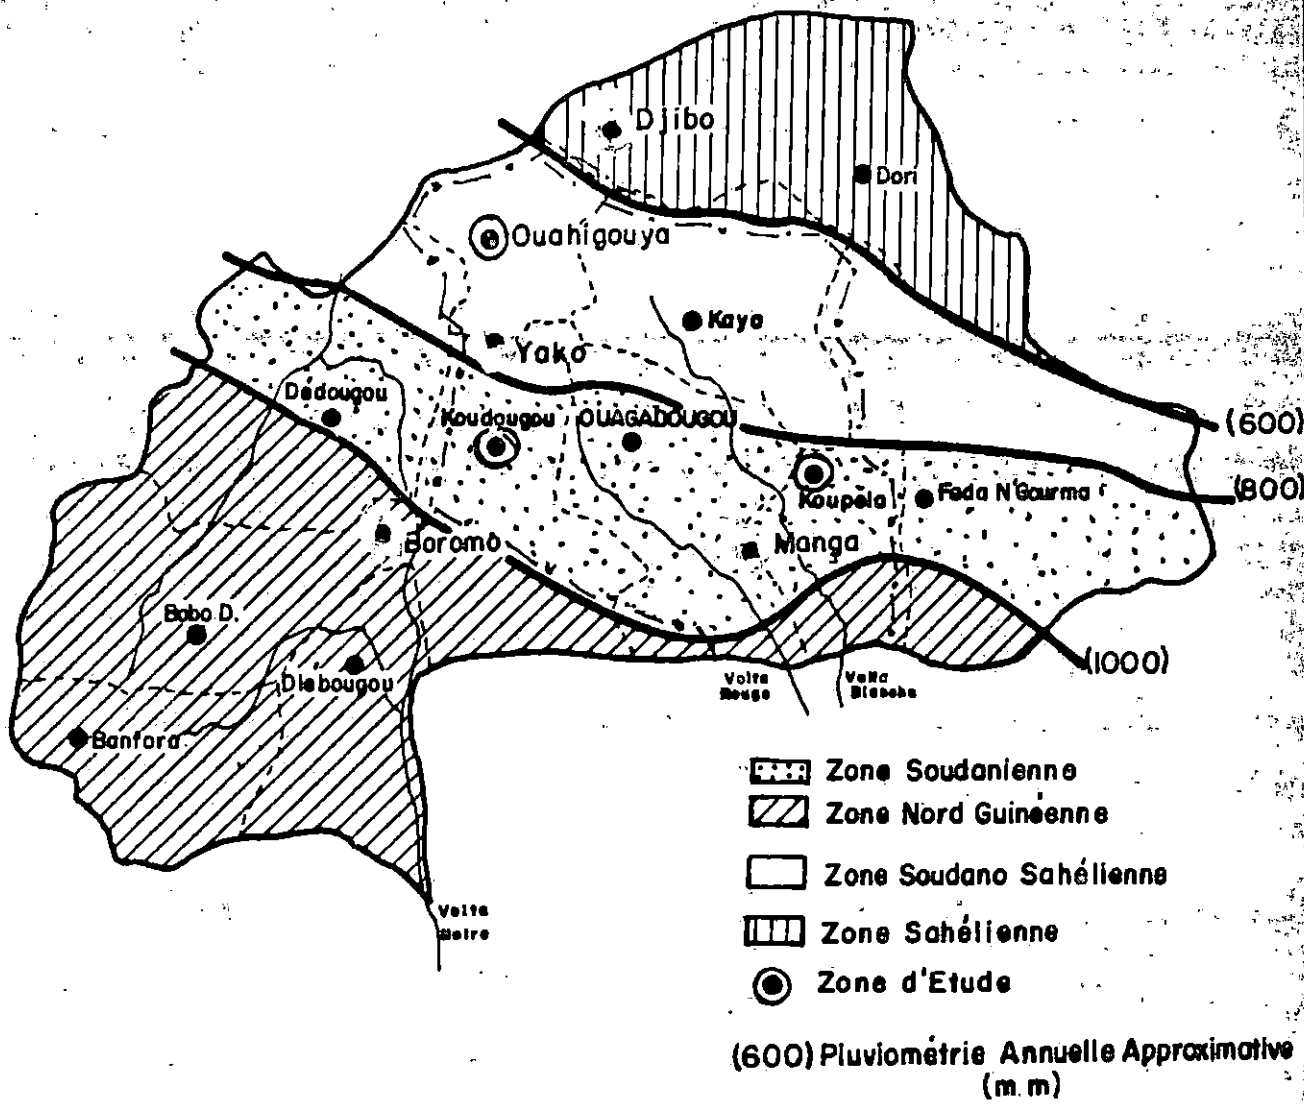 Djibo
Dori
Ouahigouya
Kaya
Yako
Dedougou
Koudougou
OUAGADOUGOU
(600)
(800)
Koupela
Fada N'Gourma
Boromo
Manga
Bobo D.
Diebougou
(1000)
Volta
Rouge
Volta
Blanche
Banfora
Zone Soudanienne
Zone Nord Guinéenne
Zone Soudano Sahélienne
Zone Sahélienne
Zone d'Etude
Volta
Noire
(600) Pluviométrie Annuelle Approximative
(m.m)